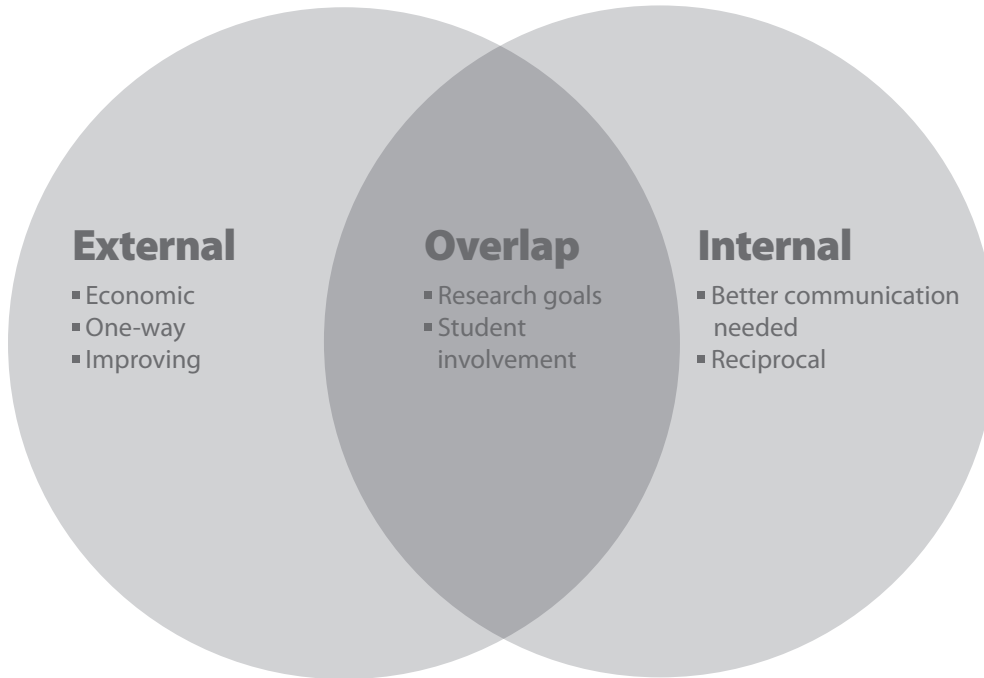 External
▪ Economic
▪ One-way
▪ Improving
Overlap
▪ Research goals
▪ Student
involvement
Internal
▪ Better communication
needed
▪ Reciprocal